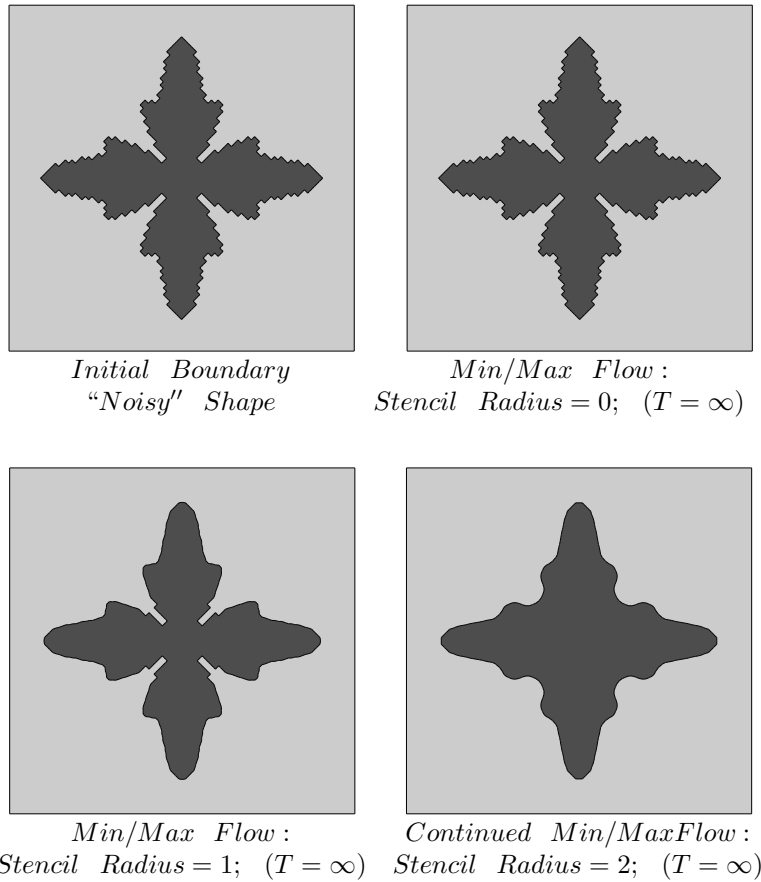 Initial Boundary
“Noisy″ Shape
Min/Max Flow :
Stencil Radius = 0; (T = ∞)
Min/Max Flow :
Stencil Radius = 1; (T = ∞)
Continued Min/MaxFlow :
Stencil Radius = 2; (T = ∞)